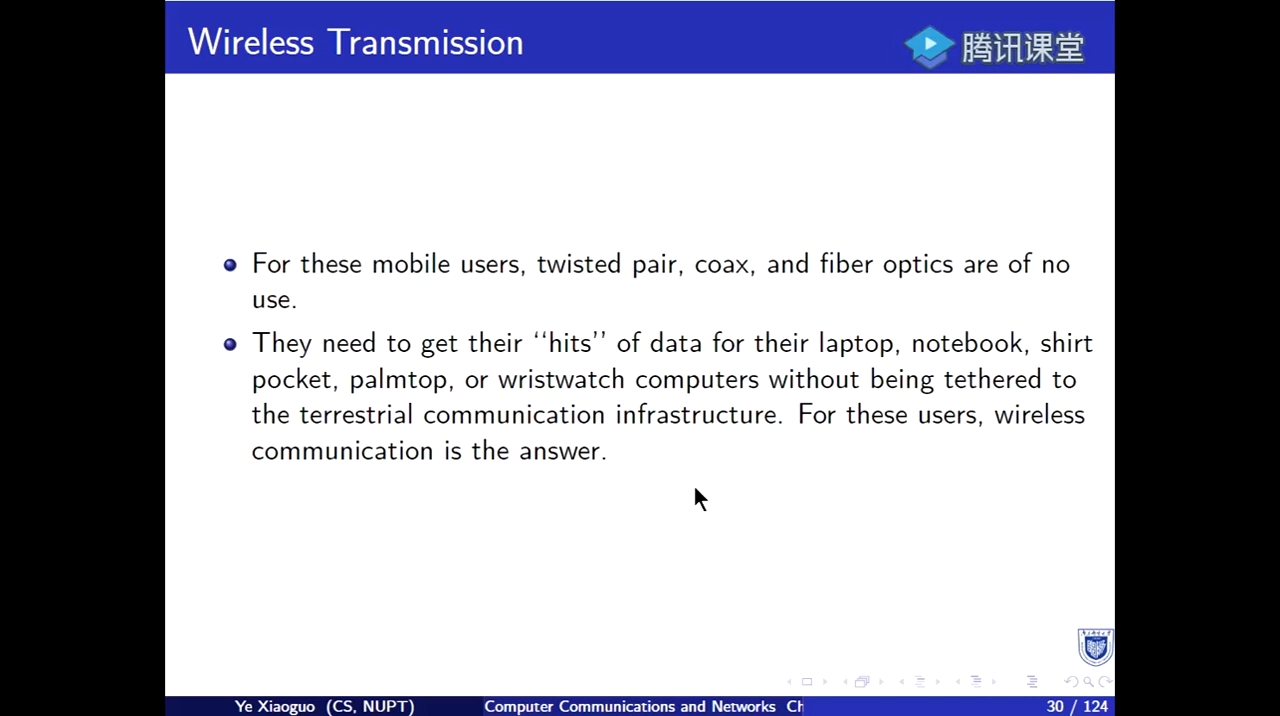 Wireless Transmission
腾讯课堂
For these mobile users, twisted pair, coax, and fiber optics are of no
use.
They need to get their ‘‘hits’’ of data for their laptop, notebook, shirt
pocket, palmtop, or wristwatch computers without being tethered to
the terrestrial communication infrastructure. For these users, wireless
communication is the answer.
Ye Xiaoguo (CS, NUPT)
Computer Communications and Networks Ch
30 / 124